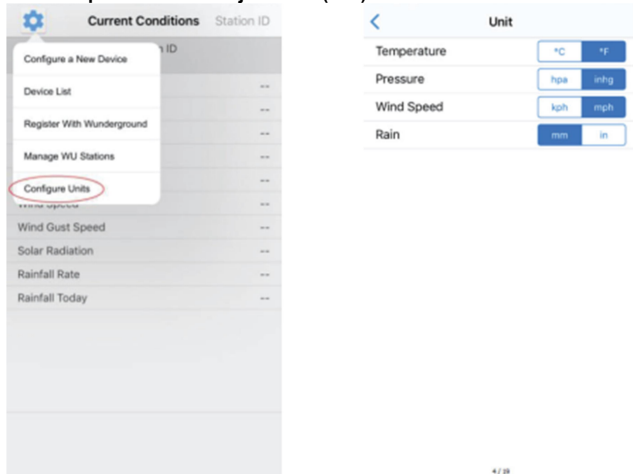 Current Conditions Station ID
ID
Configure a New Device
Device List
Register With Wunderground
Manage WU Stations
Configure Units
Wind Gust Speed --
Solar Radiation --
Rainfall Rate --
Rainfall Today --
Unit
Temperature °C °F
Pressure hpa inhg
Wind Speed kph mph
Rain mm in
4 / 19